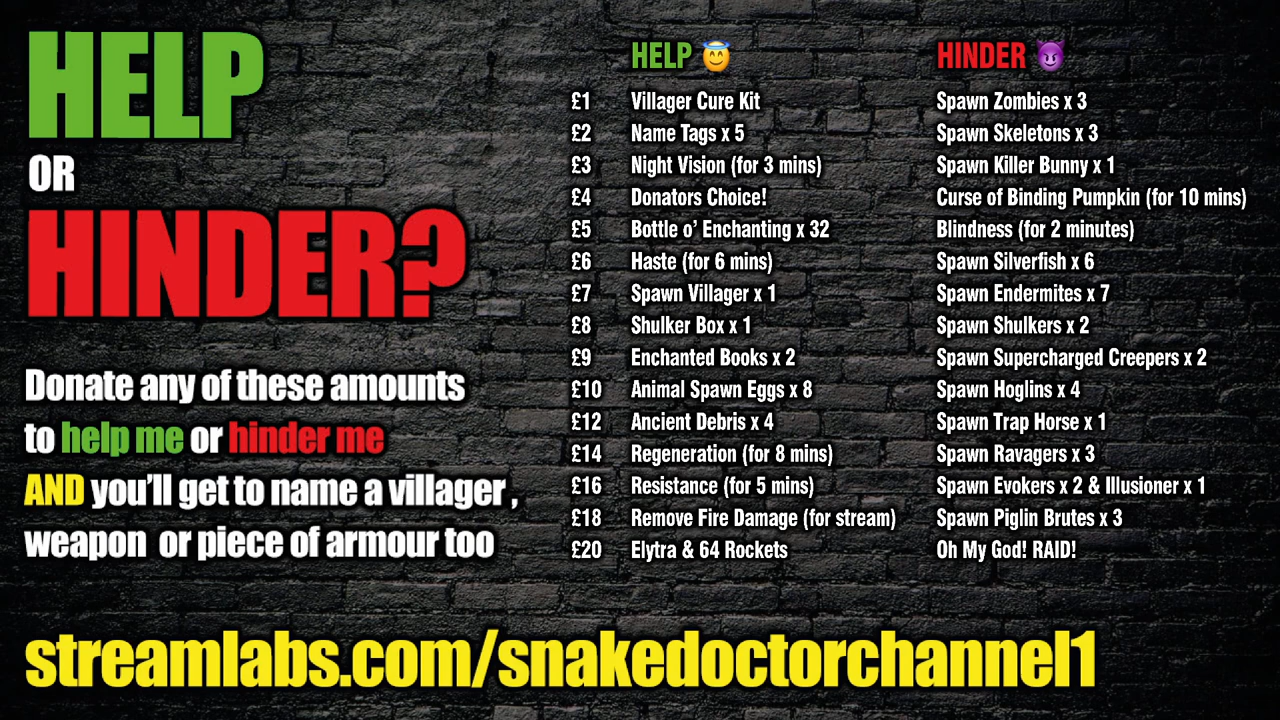 HELP
OR
HINDER?
Donate any of these amounts
to help me or hinder me
AND you'll get to name a villager ,
weapon or piece of armour too
HELP 😇 HINDER 😈
£1 Villager Cure Kit Spawn Zombies x 3
£2 Name Tags x 5 Spawn Skeletons x 3
£3 Night Vision (for 3 mins) Spawn Killer Bunny x 1
£4 Donators Choice! Curse of Binding Pumpkin (for 10 mins)
£5 Bottle o' Enchanting x 32 Blindness (for 2 minutes)
£6 Haste (for 6 mins) Spawn Silverfish x 6
£7 Spawn Villager x 1 Spawn Endermites x 7
£8 Shulker Box x 1 Spawn Shulkers x 2
£9 Enchanted Books x 2 Spawn Supercharged Creepers x 2
£10 Animal Spawn Eggs x 8 Spawn Hoglins x 4
£12 Ancient Debris x 4 Spawn Trap Horse x 1
£14 Regeneration (for 8 mins) Spawn Ravagers x 3
£16 Resistance (for 5 mins) Spawn Evokers x 2 & Illusioner x 1
£18 Remove Fire Damage (for stream) Spawn Piglin Brutes x 3
£20 Elytra & 64 Rockets Oh My God! RAID!
streamlabs.com/snakedoctorchannel1